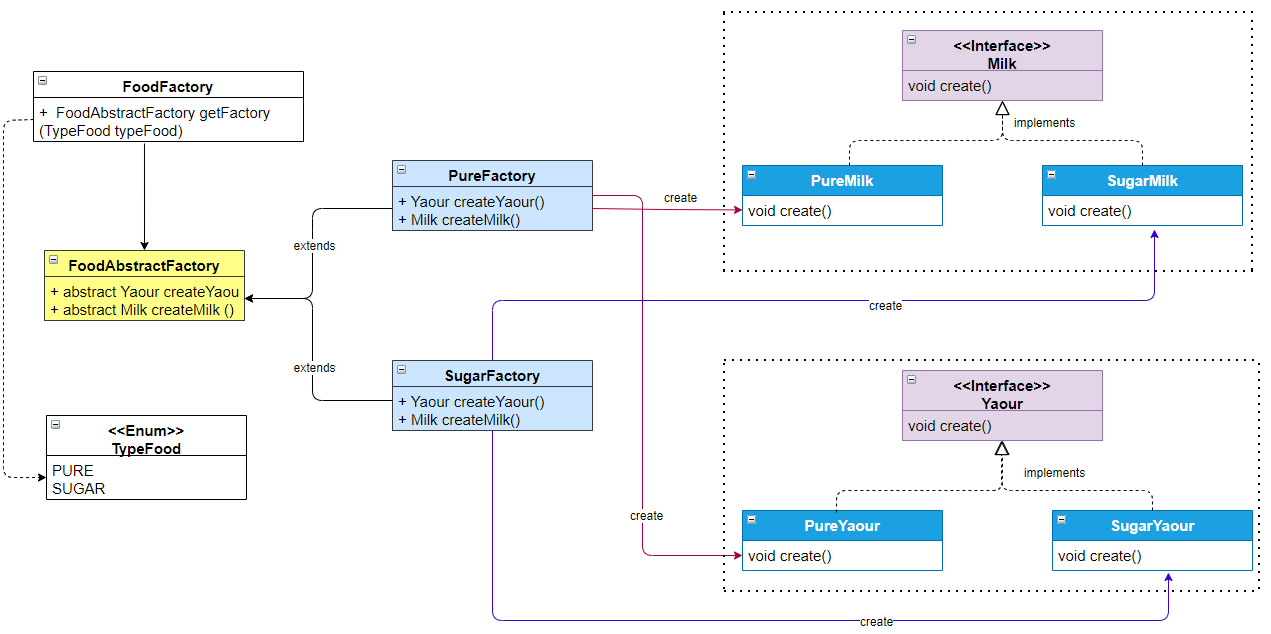 FoodFactory
+ FoodAbstractFactory getFactory
(TypeFood typeFood)
extends
FoodAbstractFactory
+ abstract Yaour createYaou
+ abstract Milk createMilk ()
extends
<<Enum>>
TypeFood
PURE
SUGAR
PureFactory
+ Yaour createYaour()
+ Milk createMilk()
SugarFactory
+ Yaour createYaour()
+ Milk createMilk()
create
create
create
create
<<Interface>>
Milk
void create()
implements
PureMilk
void create()
SugarMilk
void create()
<<Interface>>
Yaour
void create()
implements
PureYaour
void create()
SugarYaour
void create()